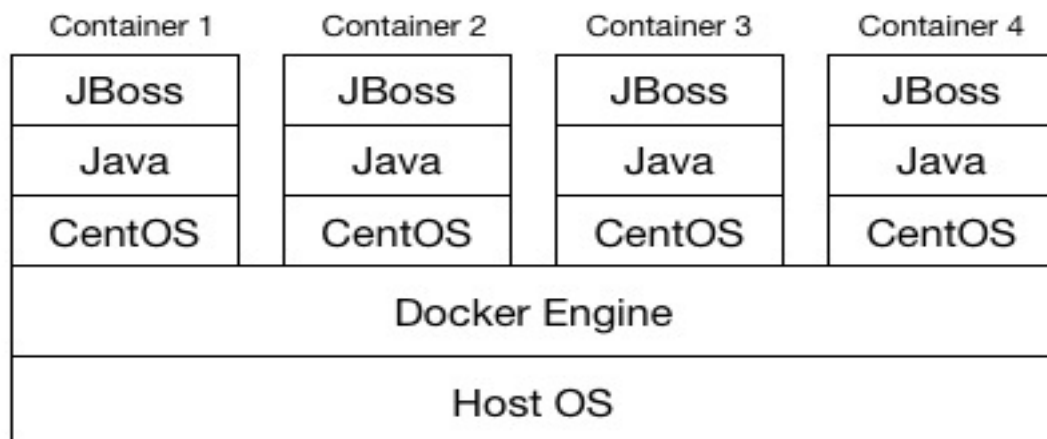 Container 1 Container 2 Container 3 Container 4
JBoss JBoss JBoss JBoss
Java Java Java Java
CentOS CentOS CentOS CentOS
Docker Engine
Host OS